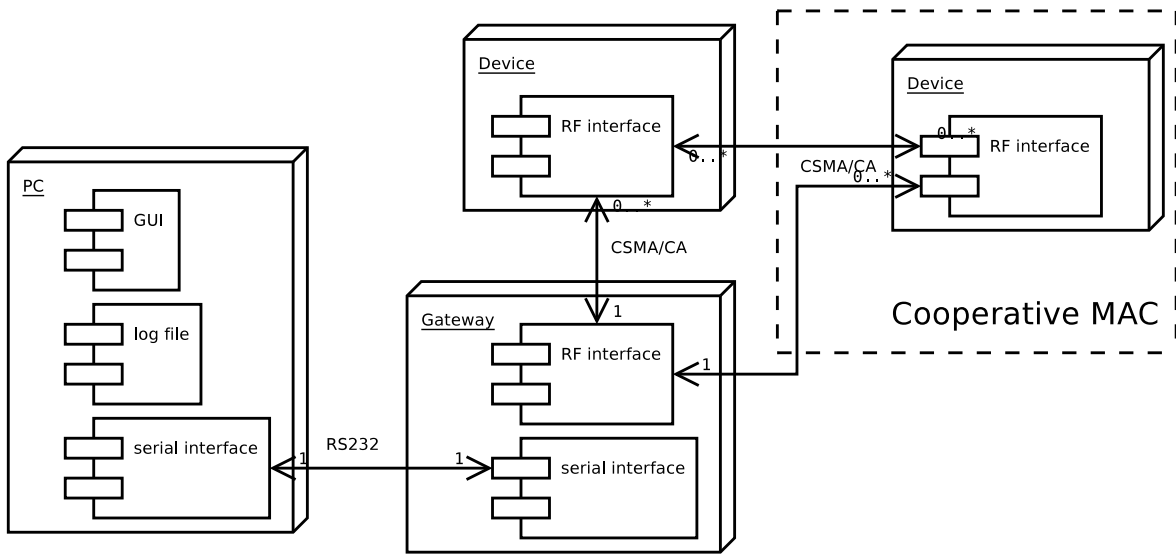 Device
RF interface
0..*
0..*
CSMA/CA
Device
0..*
RF interface
CSMA/CA
0..*
Cooperative MAC
PC
GUI
log file
serial interface
1
RS232
1
Gateway
1
RF interface
1
serial interface